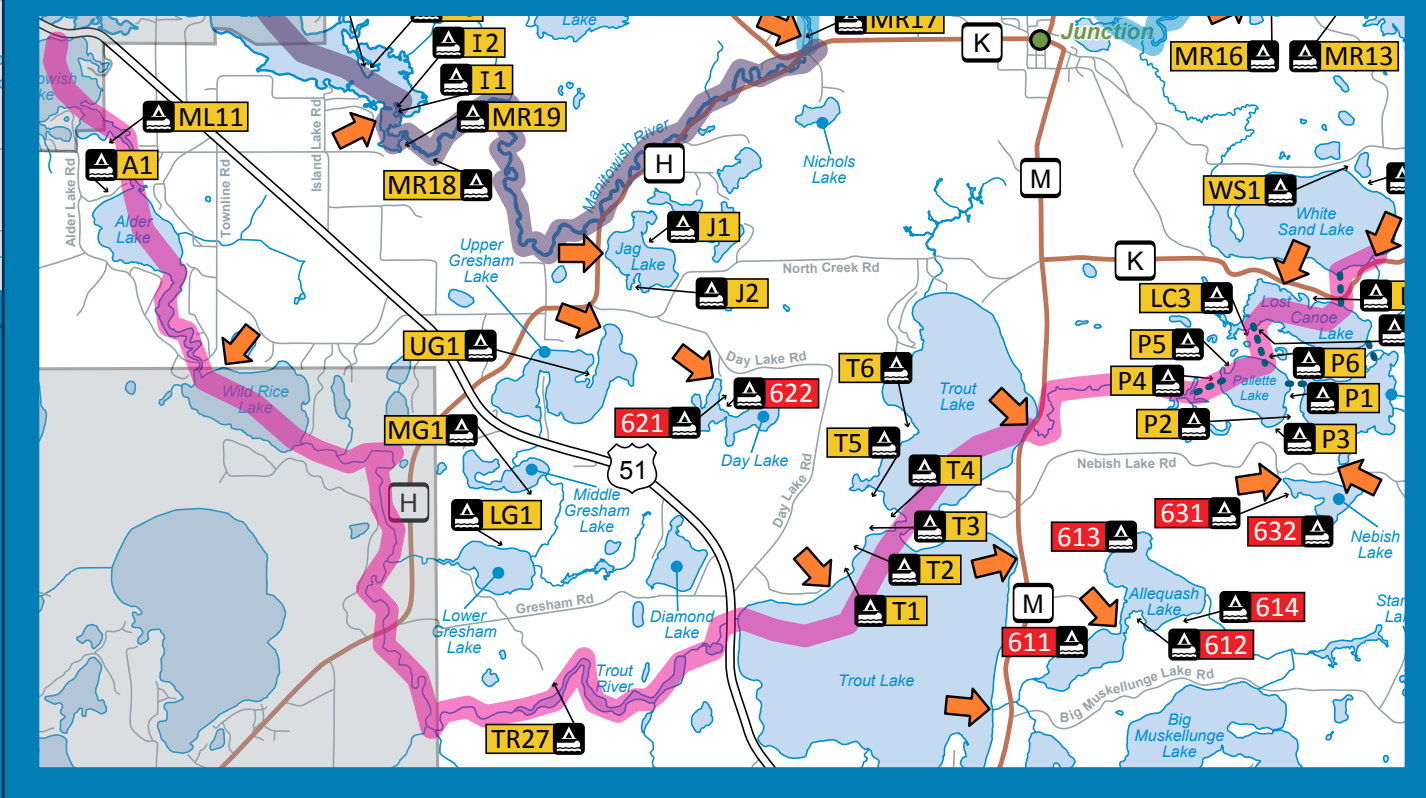 Lake
MR17
K
Junction
MR16
MR13
I2
I1
MR19
ML11
A1
MR18
Island Lake Rd
Townline Rd
Alder Lake Rd
Alder
Lake
Manitowish River
H
Nichols
Lake
M
WS1
White
Sand Lake
J1
Jag
Lake
J2
North Creek Rd
Upper
Gresham
Lake
K
LC3
Lost
Canoe
Lake
UG1
Day Lake Rd
T6
Trout
Lake
P5
P6
P4
Pallette
Lake
P1
P2
P3
622
621
Day Lake
Wild Rice
Lake
MG1
51
T5
T4
Nebish Lake Rd
Day Lake Rd
H
Middle
Gresham
Lake
LG1
T3
T2
T1
631
632
Nebish
Lake
613
Allequash
Lake
M
614
612
611
Gresham Rd
Lower
Gresham
Lake
Diamond
Lake
Trout
River
Trout Lake
Big Muskellunge Lake Rd
Big
Muskellunge
Lake
TR27